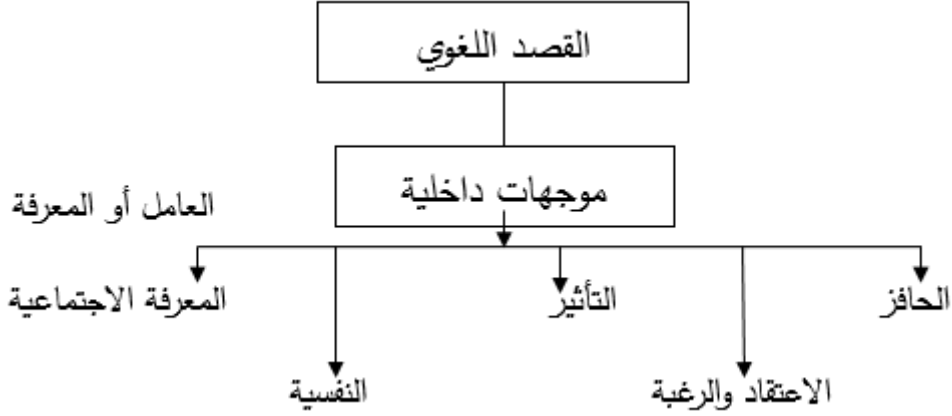 القصد اللغوي
موجهات داخلية
العامل أو المعرفة
الحافز
التأثير
المعرفة الاجتماعية
الاعتقاد والرغبة
النفسية